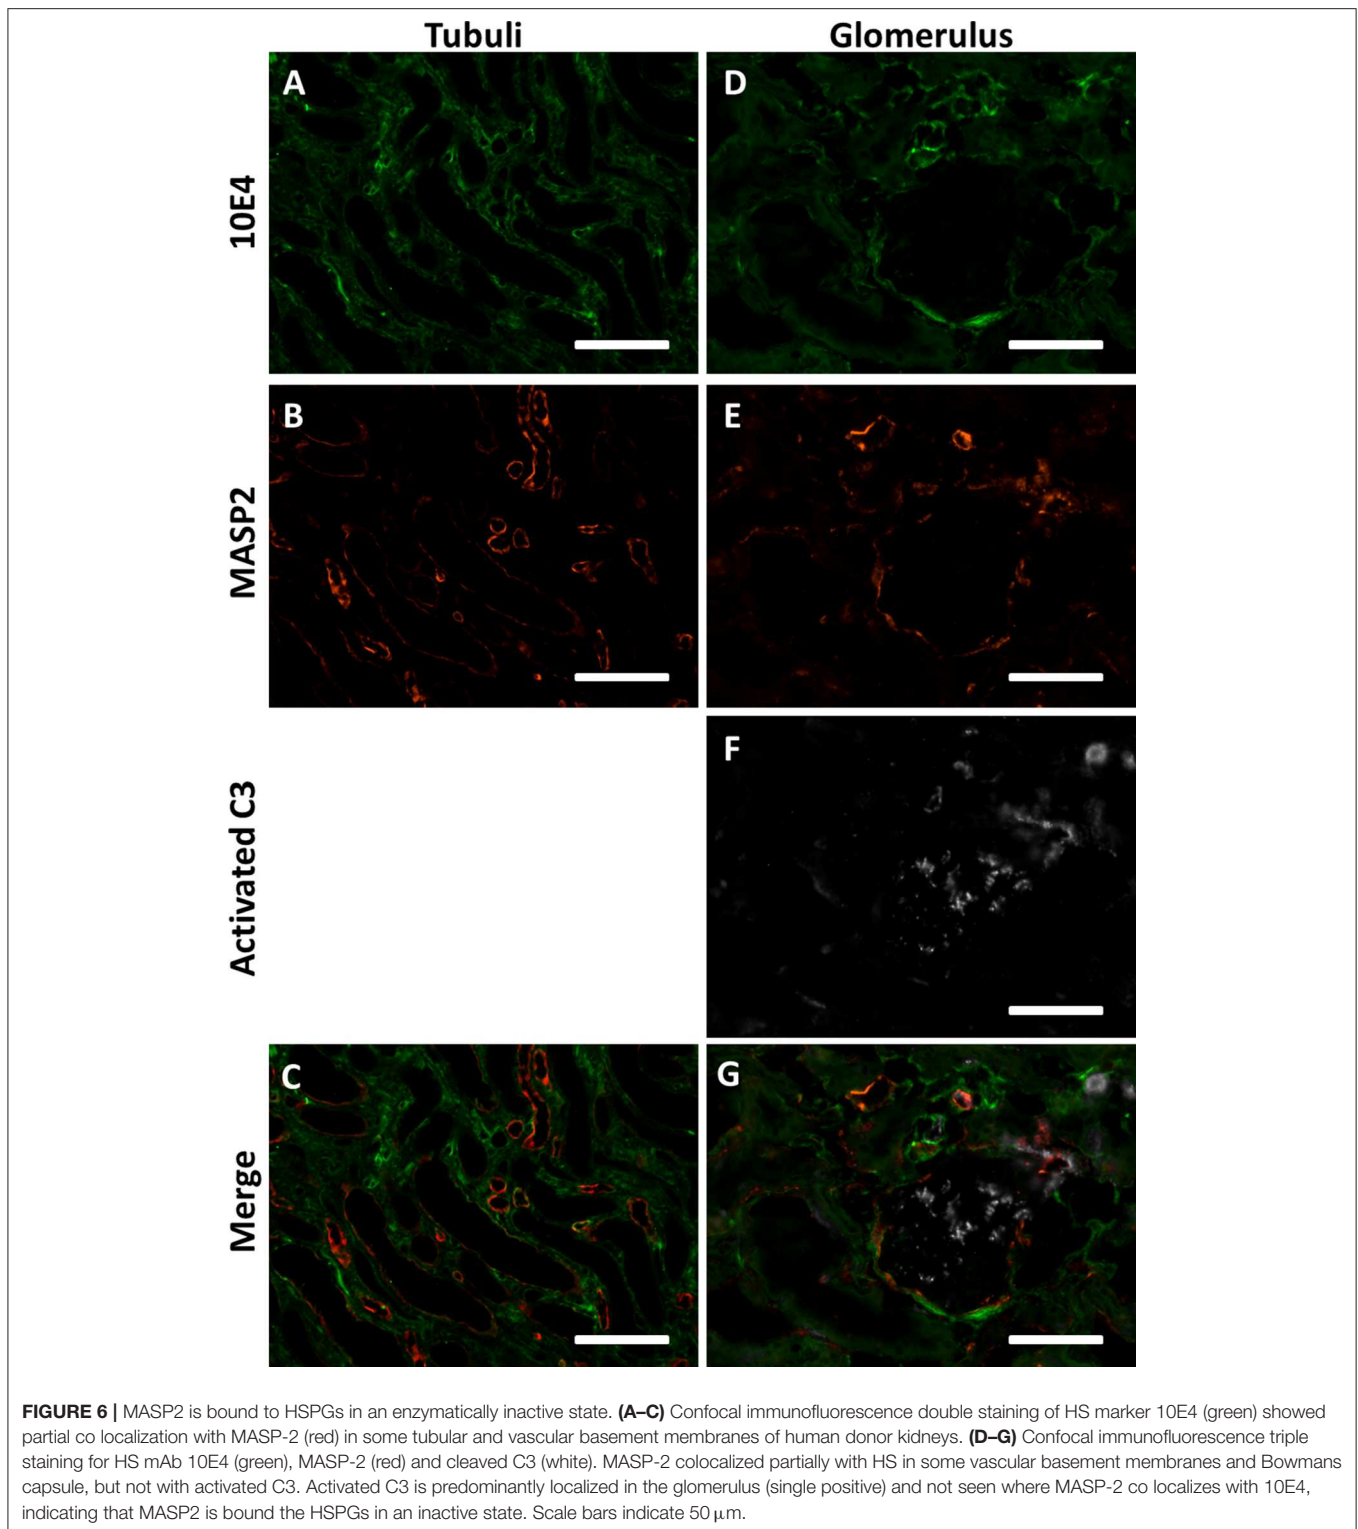 Tubuli
Glomerulus
A
D
10E4
B
E
MASP2
F
Activated C3
C
G
Merge
FIGURE 6 | MASP2 is bound to HSPGs in an enzymatically inactive state. (A–C) Confocal immunofluorescence double staining of HS marker 10E4 (green) showed
partial co localization with MASP-2 (red) in some tubular and vascular basement membranes of human donor kidneys. (D–G) Confocal immunofluorescence triple
staining for HS mAb 10E4 (green), MASP-2 (red) and cleaved C3 (white). MASP-2 colocalized partially with HS in some vascular basement membranes and Bowmans
capsule, but not with activated C3. Activated C3 is predominantly localized in the glomerulus (single positive) and not seen where MASP-2 co localizes with 10E4,
indicating that MASP2 is bound the HSPGs in an inactive state. Scale bars indicate 50 μm.